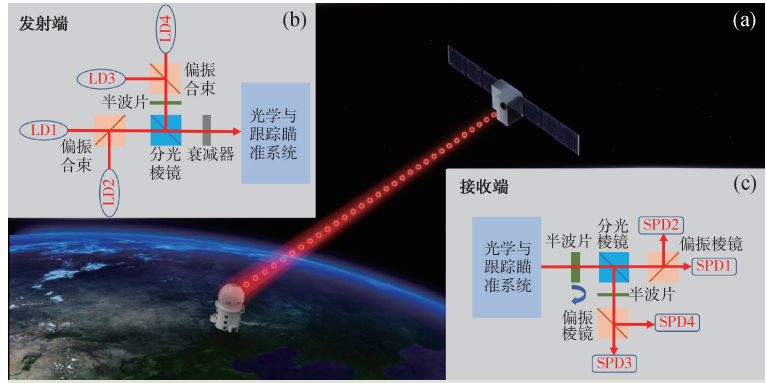 发射端
(b)
LD4
LD3
偏振
合束
半波片
LD1
偏振
合束
LD2
分光
棱镜
衰减器
光学与
跟踪瞄
准系统
(a)
接收端
(c)
光学与
跟踪瞄
准系统
半波片
分光
棱镜
SPD2
偏振棱镜
SPD1
半波片
偏振
棱镜
SPD4
SPD3